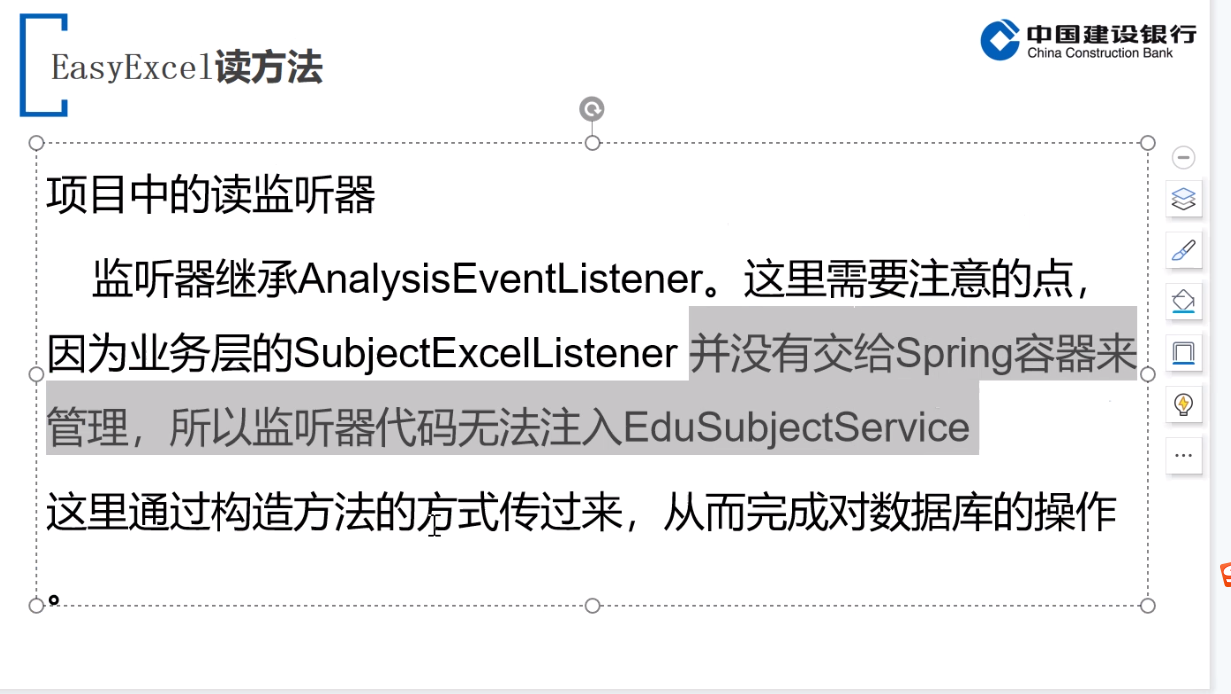 EasyExcel读方法
中国建设银行
China Construction Bank
项目中的读监听器
监听器继承AnalysisEventListener。这里需要注意的点，
因为业务层的SubjectExcelListener 并没有交给Spring容器来
管理，所以监听器代码无法注入EduSubjectService
这里通过构造方法的方式传过来，从而完成对数据库的操作
。